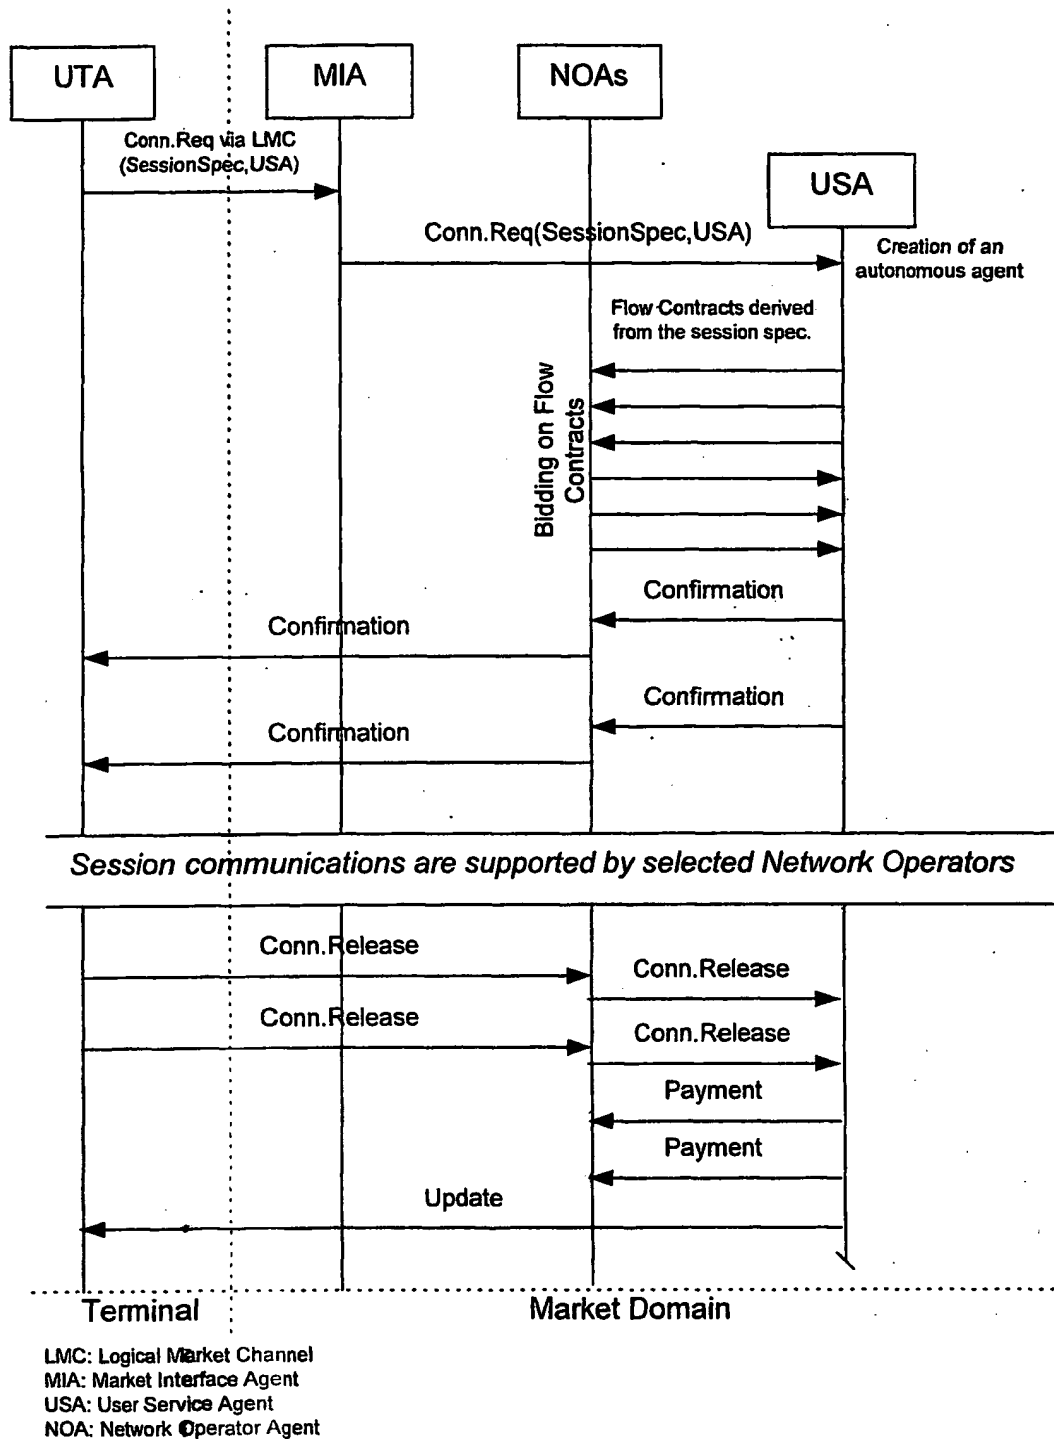 UTA
MIA
NOAs
USA
Conn.Req via LMC
(SessionSpec,USA)
Conn.Req(SessionSpec,USA)
Creation of an
autonomous agent
Flow Contracts derived
from the session spec.
Bidding on Flow
Contracts
Confirmation
Confirmation
Confirmation
Confirmation
Session communications are supported by selected Network Operators
Conn.Release
Conn.Release
Conn.Release
Conn.Release
Payment
Payment
Update
Terminal
Market Domain
LMC: Logical Market Channel
MIA: Market Interface Agent
USA: User Service Agent
NOA: Network Operator Agent